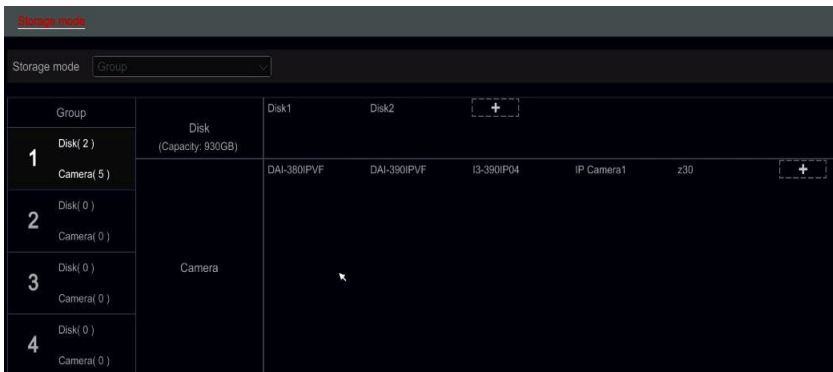 Storage mode
Storage mode Group
Group
Disk
(Capacity: 930GB)
Disk1 Disk2 +
1
Disk( 2 )
Camera( 5 )
Camera
DAI-380IPVF DAI-390IPVF I3-390IP04 IP Camera1 z30 +
2
Disk( 0 )
Camera( 0 )
3
Disk( 0 )
Camera( 0 )
4
Disk( 0 )
Camera( 0 )